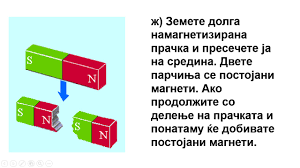 ж) Земете долга
намагнетизирана
прачка и пресечете ја
на средина. Двете
парчиња се постојани
магнети. Ако
продолжите со
делење на прачката и
понатаму ќе добивате
постојани магнети.
S
N
S
N
S
N